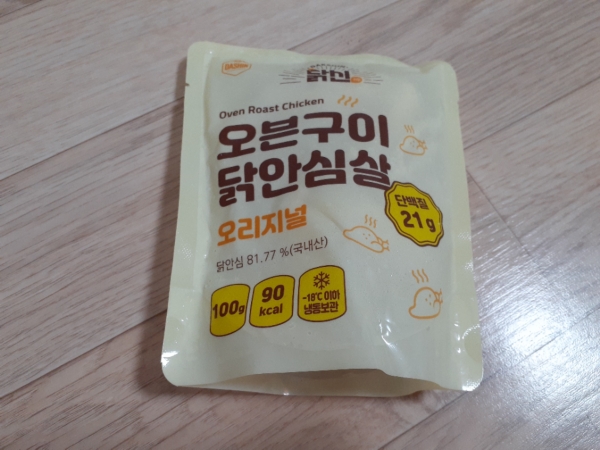 닭신
Oven Roast Chicken
오븐구이
닭안심살
단백질
21g
오리지널
닭안심 81.77 %(국내산)
100g
90
kcal
-18℃ 이하
냉동보관